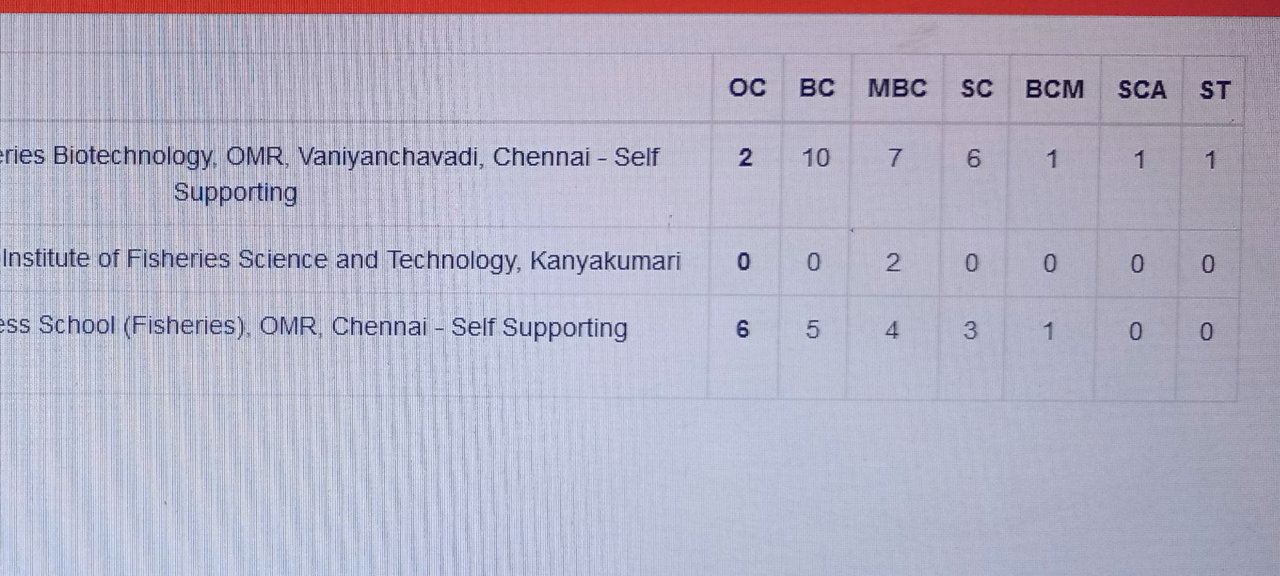 OC BC MBC SC BCM SCA ST
eries Biotechnology, OMR, Vaniyanchavadi, Chennai - Self 2 10 7 6 1 1 1
Supporting
Institute of Fisheries Science and Technology, Kanyakumari 0 0 2 0 0 0 0
ess School (Fisheries), OMR, Chennai - Self Supporting 6 5 4 3 1 0 0